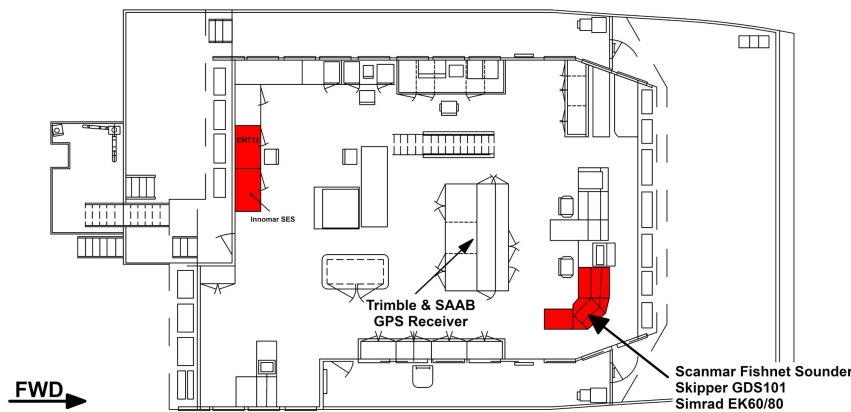 EM712
Innomar SES
Trimble & SAAB
GPS Receiver
Scanmar Fishnet Sounder
Skipper GDS101
Simrad EK60/80
FWD